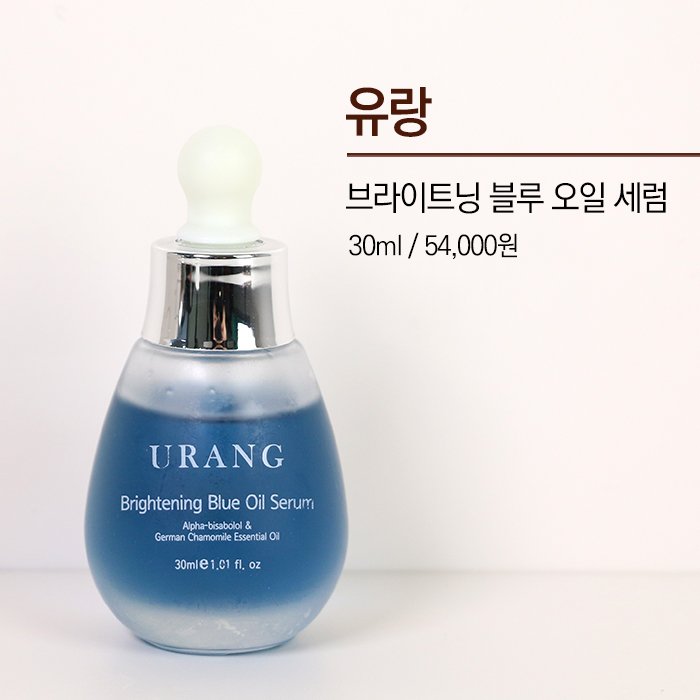 유랑
브라이트닝 블루 오일 세럼
30ml / 54,000원
URANG
Brightening Blue Oil Serum
Alpha-bisabolol &
German Chamomile Essential Oil
30ml℮1.01 fl. oz